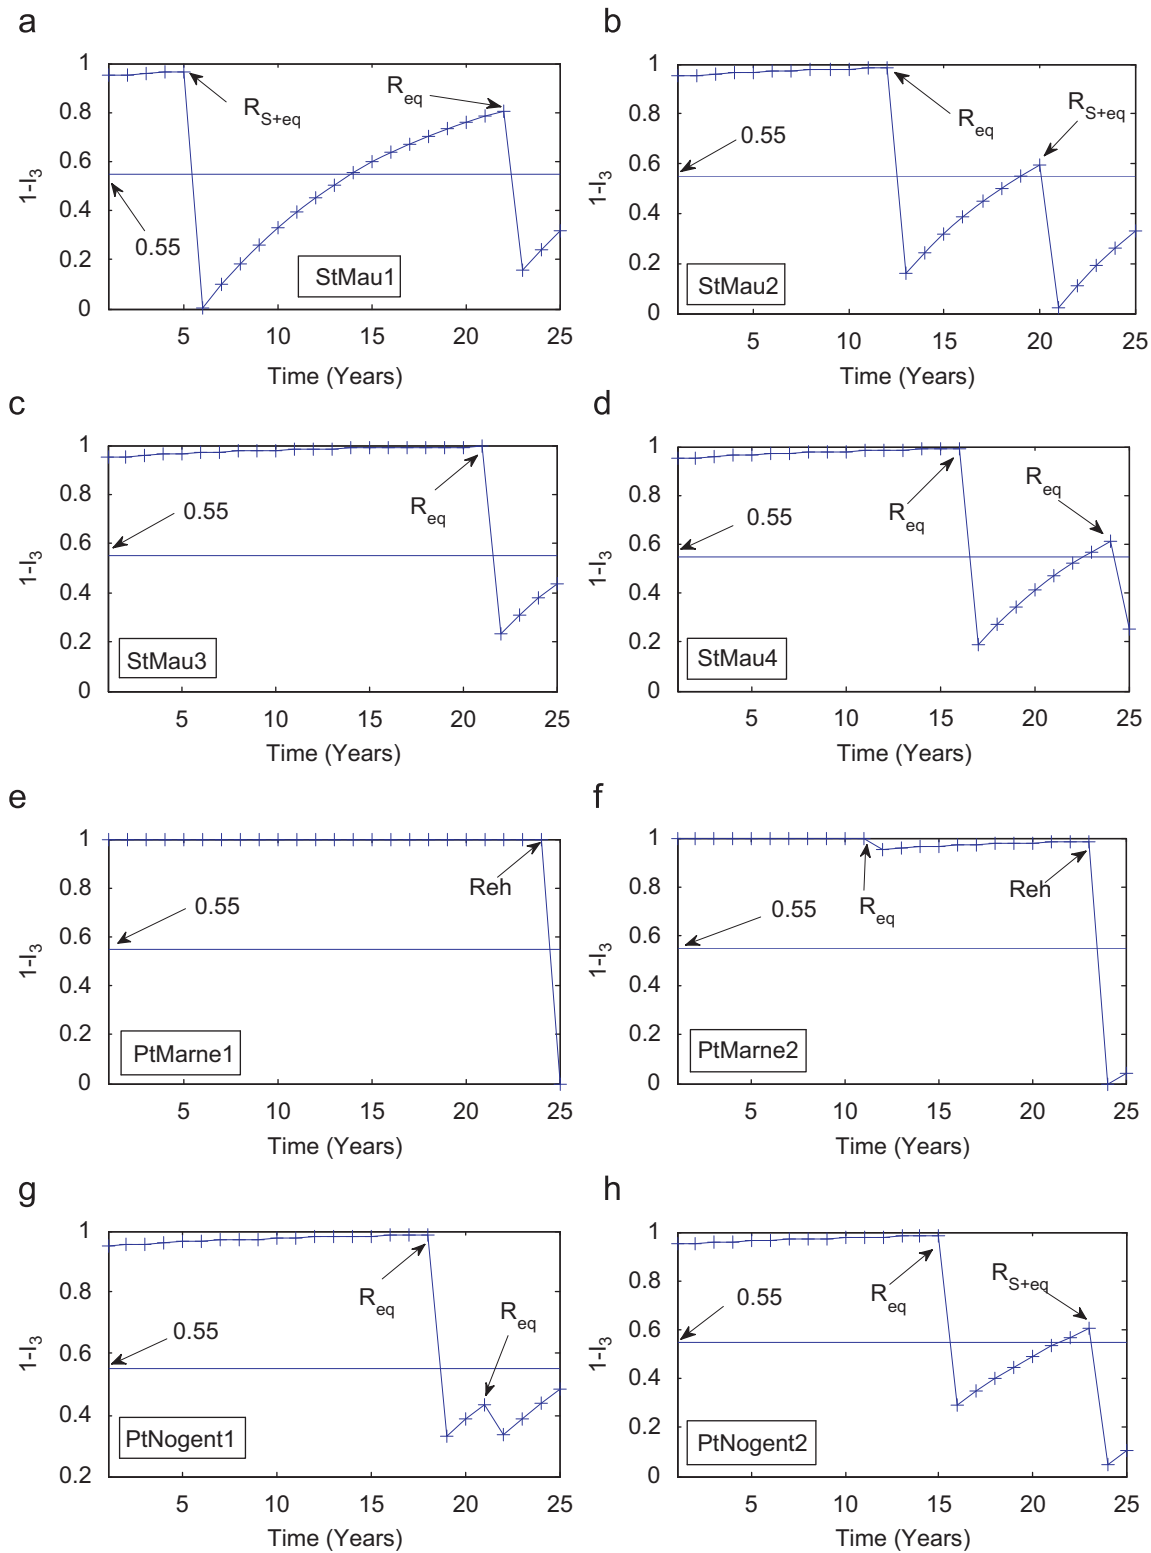 a
1
0.8
0.6
0.4
0.2
0
1-I3
RS+eq
Req
0.55
StMau1
5 10 15 20 25
Time (Years)
b
1
0.8
0.6
0.4
0.2
0
1-I3
0.55
Req
RS+eq
StMau2
5 10 15 20 25
Time (Years)
c
1
0.8
0.6
0.4
0.2
0
1-I3
0.55
Req
StMau3
5 10 15 20 25
Time (Years)
d
1
0.8
0.6
0.4
0.2
0
1-I3
0.55
Req
Req
StMau4
5 10 15 20 25
Time (Years)
e
1
0.8
0.6
0.4
0.2
0
1-I3
0.55
Reh
PtMarne1
5 10 15 20 25
Time (Years)
f
1
0.8
0.6
0.4
0.2
0
1-I3
0.55
Req
Reh
PtMarne2
5 10 15 20 25
Time (Years)
g
1
0.8
0.6
0.4
0.2
1-I3
0.55
Req
Req
PtNogent1
5 10 15 20 25
Time (Years)
h
1
0.8
0.6
0.4
0.2
0
1-I3
0.55
Req
RS+eq
PtNogent2
5 10 15 20 25
Time (Years)